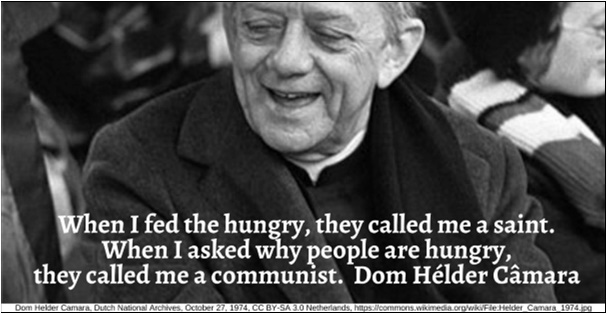 When I fed the hungry, they called me a saint.
When I asked why people are hungry,
they called me a communist.  Dom Hélder Câmara
Dom Helder Camara, Dutch National Archives, October 27, 1974, CC BY-SA 3.0 Netherlands, https://commons.wikimedia.org/wiki/File:Helder_Camara_1974.jpg